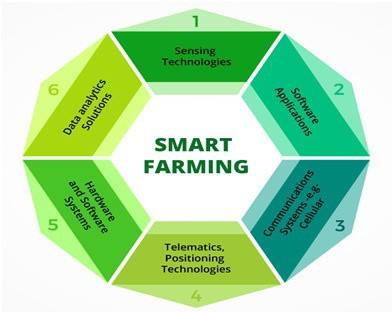 1
Sensing
Technologies
2
Software
Applications
3
Communications
Systems -e.g-
Cellular
4
Telematics,
Positioning
Technologies
5
Hardware
and Software
Systems
6
Data analytics
Solutions
SMART
FARMING